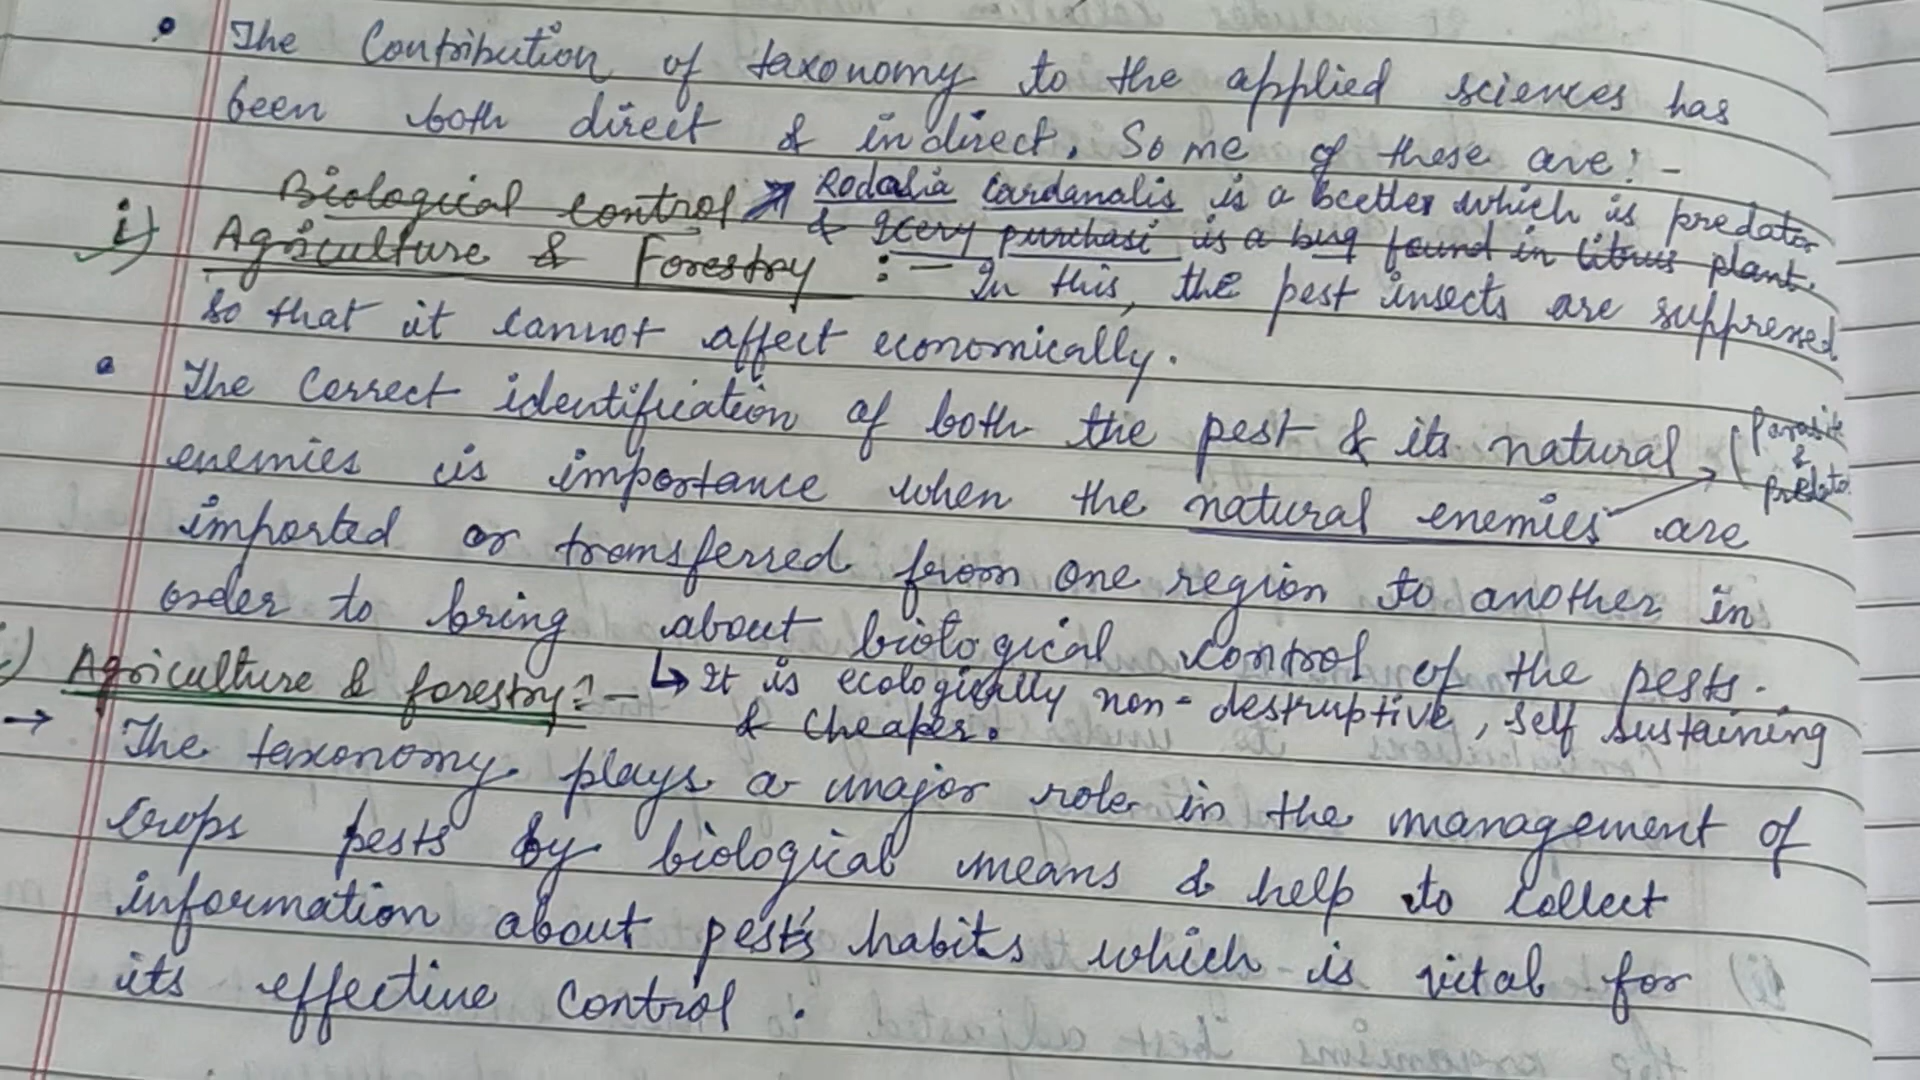 • The Contribution of taxonomy to the applied sciences has
been both direct & indirect. Some of these are! -
Biological control → Rodalia Cardanalis is a beetler which is predator
& Icery purchasi is a bug found in Citrus plant.
i) Agriculture & Forestry :- In this, the pest insects are suppressed
so that it cannot affect economically.
• The Correct identification of both the pest & its natural (Parasite
&
predato
enemies is importance when the natural enemies are
imported or transferred from one region to another in
order to bring about biological control of the pests.
) Agriculture & forestry:- ↳ It is ecologically non-destruptive, self sustaining
& Cheaper.
→ The taxonomy plays a major role in the management of
crops pests by biological means & help to collect
information about pest's habits which is vital for
its effective control.